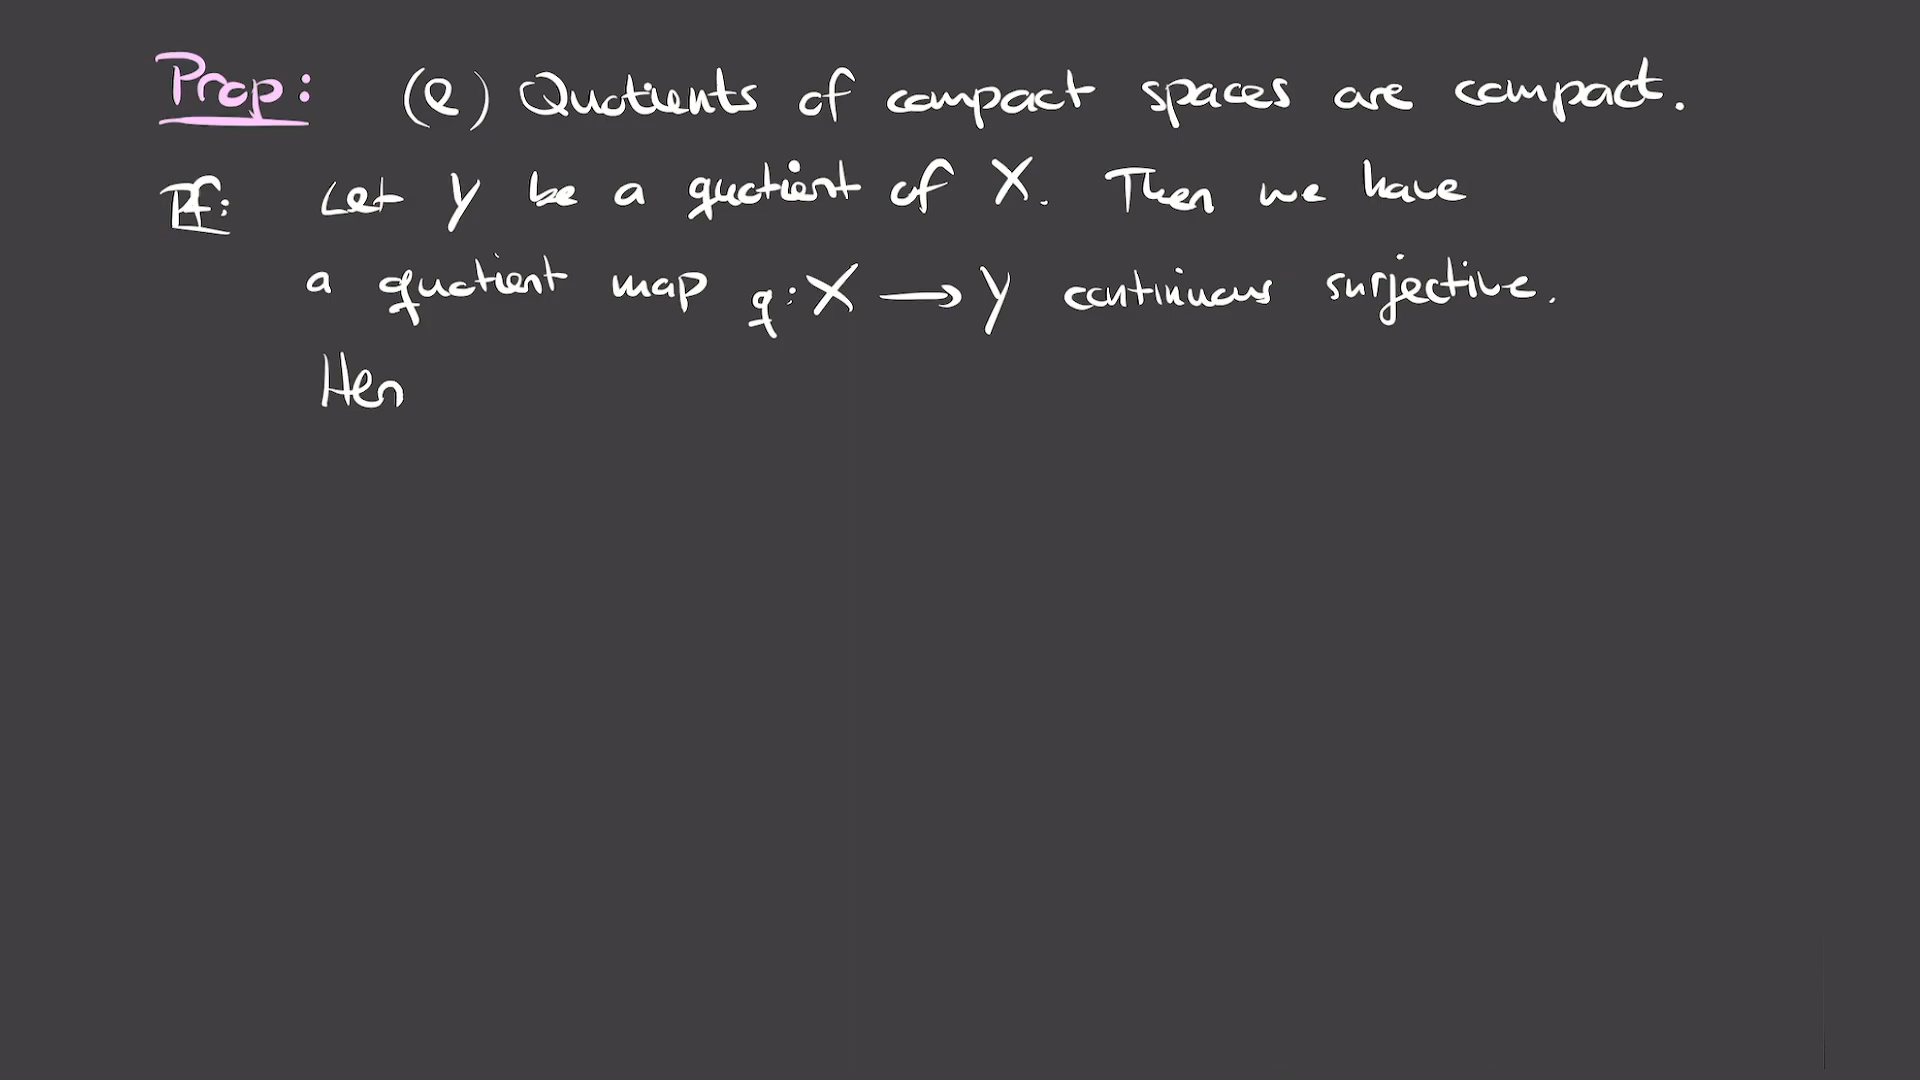 Prop: (e) Quotients of compact spaces are compact.
Pf: Let Y be a quotient of X. Then we have
a quotient map q: X → Y continuous surjective.
Hen